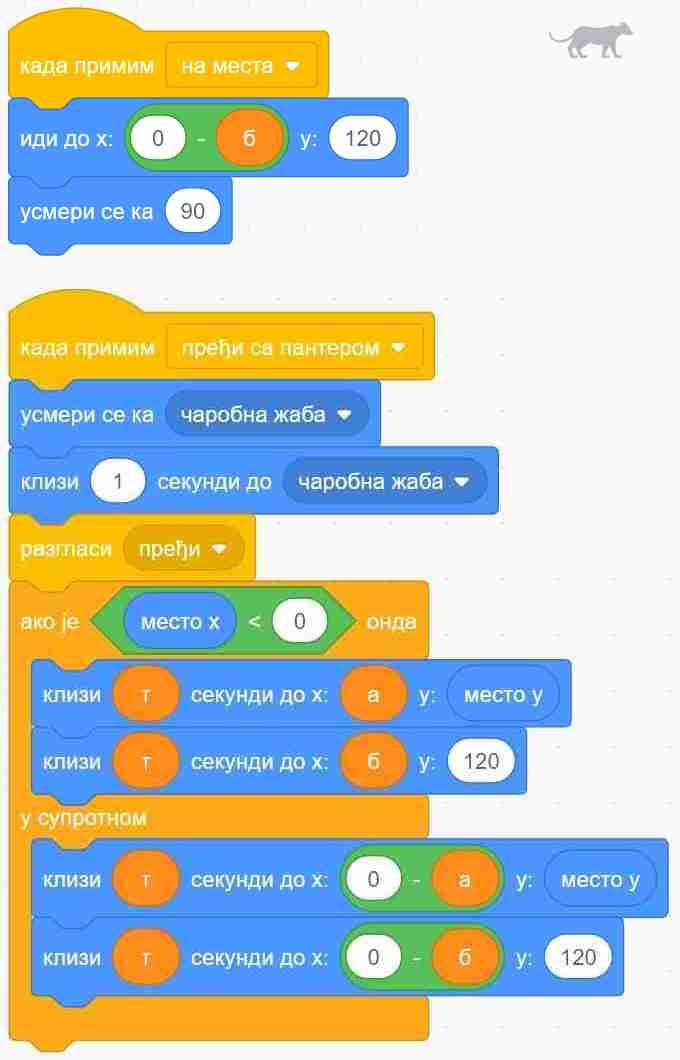 када примим на места
иди до x: 0 - б y: 120
усмери се ка 90
када примим пређи са пантером
усмери се ка чаробна жаба
клизи 1 секунди до чаробна жаба
разгласи пређи
ако је место x < 0 онда
клизи т секунди до x: а y: место y
клизи т секунди до x: б y: 120
у супротном
клизи т секунди до x: 0 - а y: место y
клизи т секунди до x: 0 - б y: 120